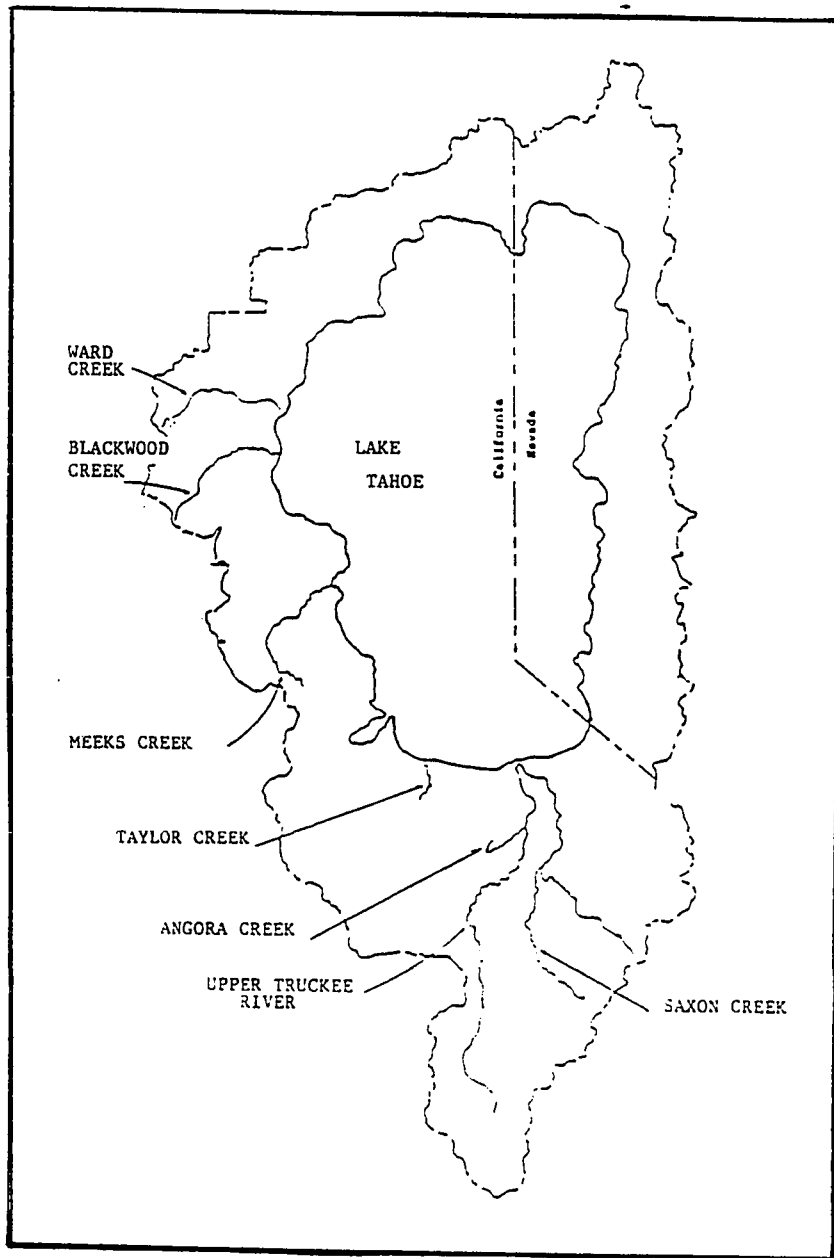 WARD
CREEK
BLACKWOOD
CREEK
LAKE
TAHOE
California
Nevada
MEEKS CREEK
TAYLOR CREEK
ANGORA CREEK
UPPER TRUCKEE
RIVER
SAXON CREEK